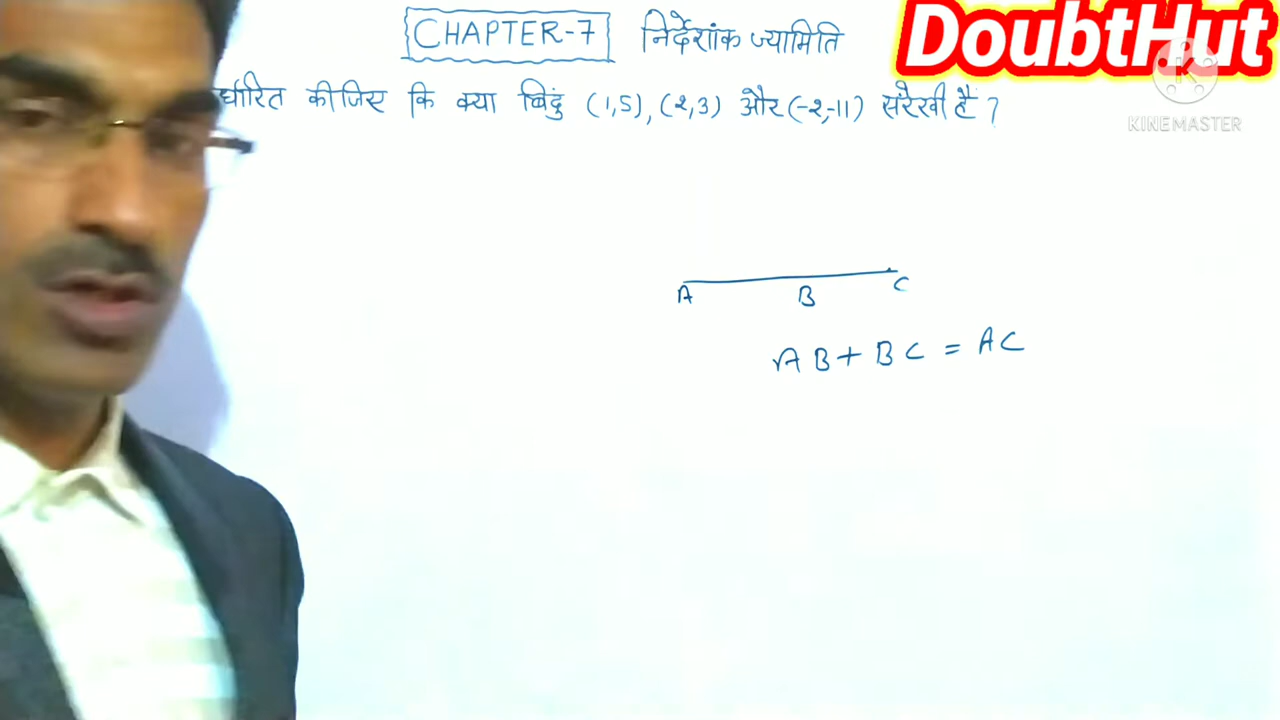 CHAPTER-7 निर्देशांक ज्यामिति
DoubtHut
र्धारित कीजिए कि क्या बिंदु (1,5), (2,3) और (-2,-11) संरेखी है ?
KINEMASTER
A B C
AB + BC = AC